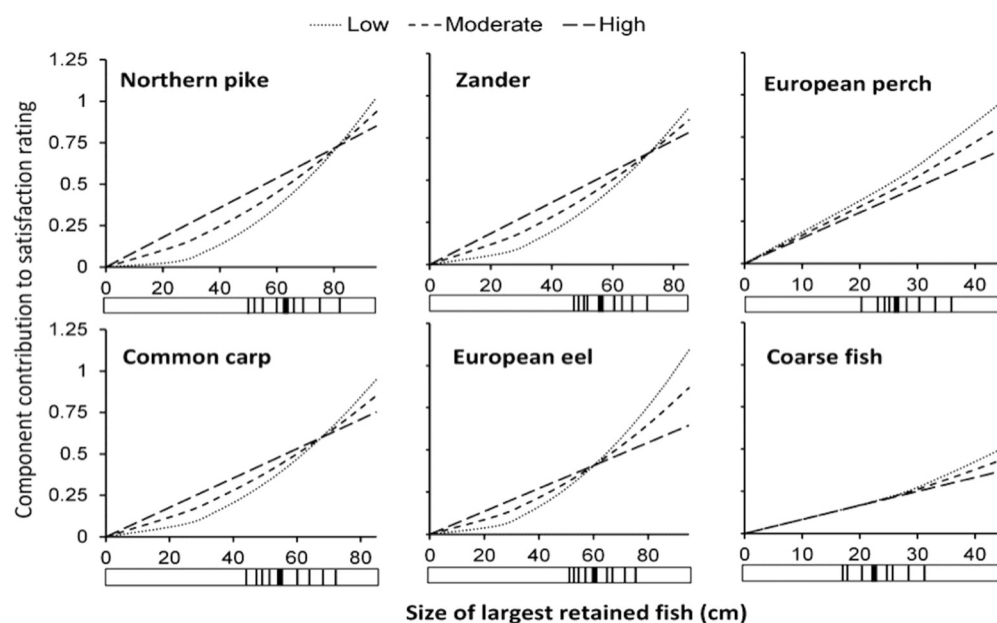 Low Moderate High
Component contribution to satisfaction rating
1.25
1
0.75
0.5
0.25
0
Northern pike
0 20 40 60 80
Zander
0 20 40 60 80
European perch
0 10 20 30 40
1.25
1
0.75
0.5
0.25
0
Common carp
0 20 40 60 80
European eel
0 20 40 60 80
Coarse fish
0 10 20 30 40
Size of largest retained fish (cm)